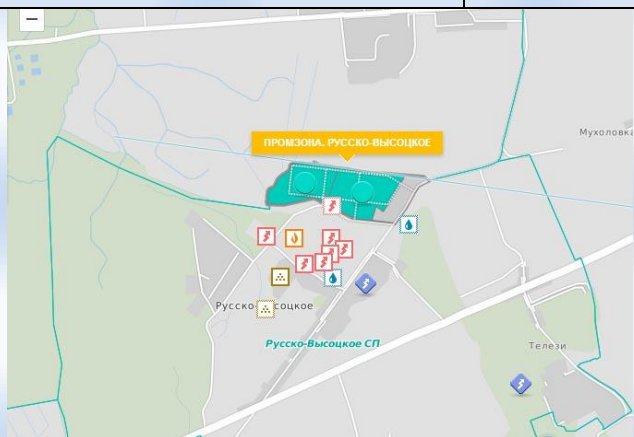 ПРОМЗОНА. РУССКО-ВЫСОЦКОЕ
Мухоловка
Русско-Высоцкое
Русско-Высоцкое СП
Телези